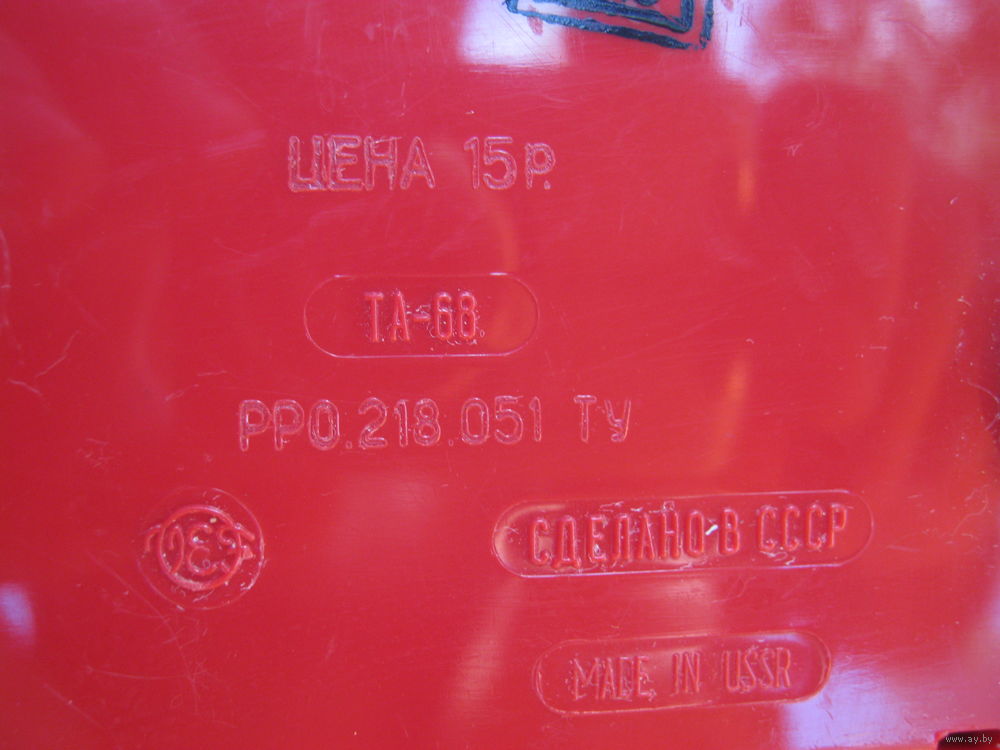 ЦЕНА 15р.
ТА-68
РР0.218.051 ТУ
СДЕЛАНО В СССР
MADE IN USSR
www.ay.by